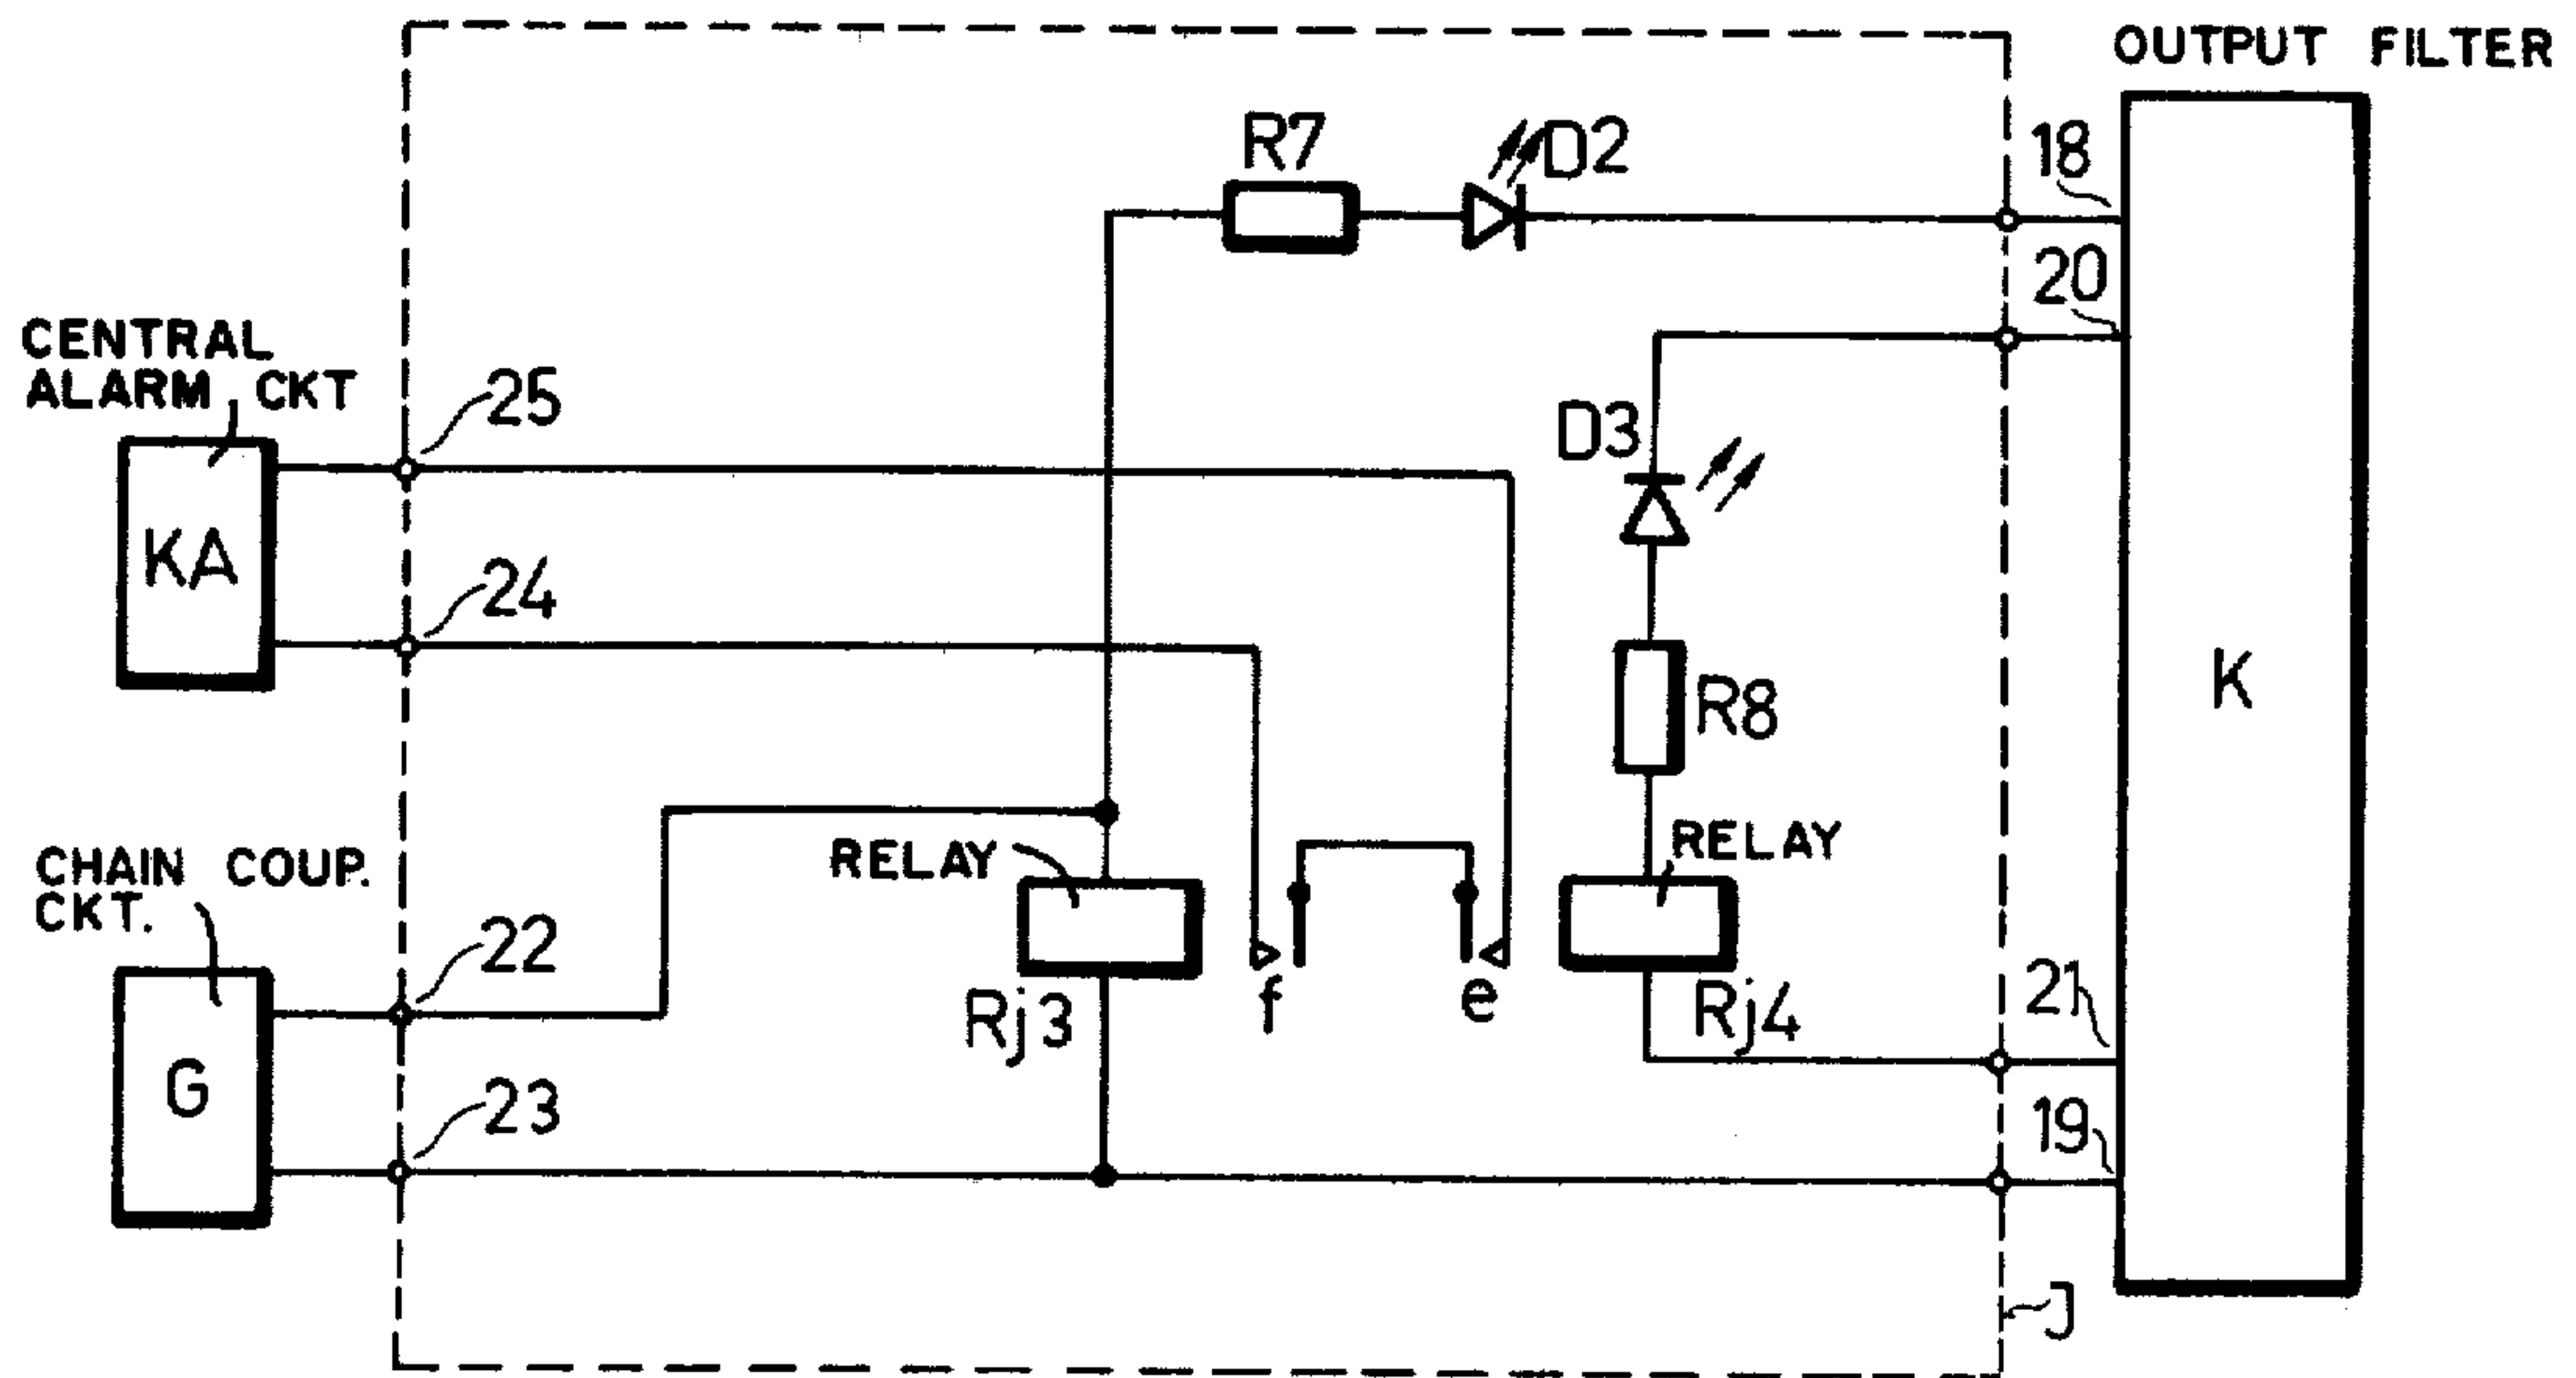 OUTPUT FILTER
R7
D2
18
20
CENTRAL
ALARM CKT
25
D3
KA
24
K
R8
RELAY
RELAY
CHAIN COUP.
CKT.
22
f
e
21
Rj3
Rj4
G
23
19
J